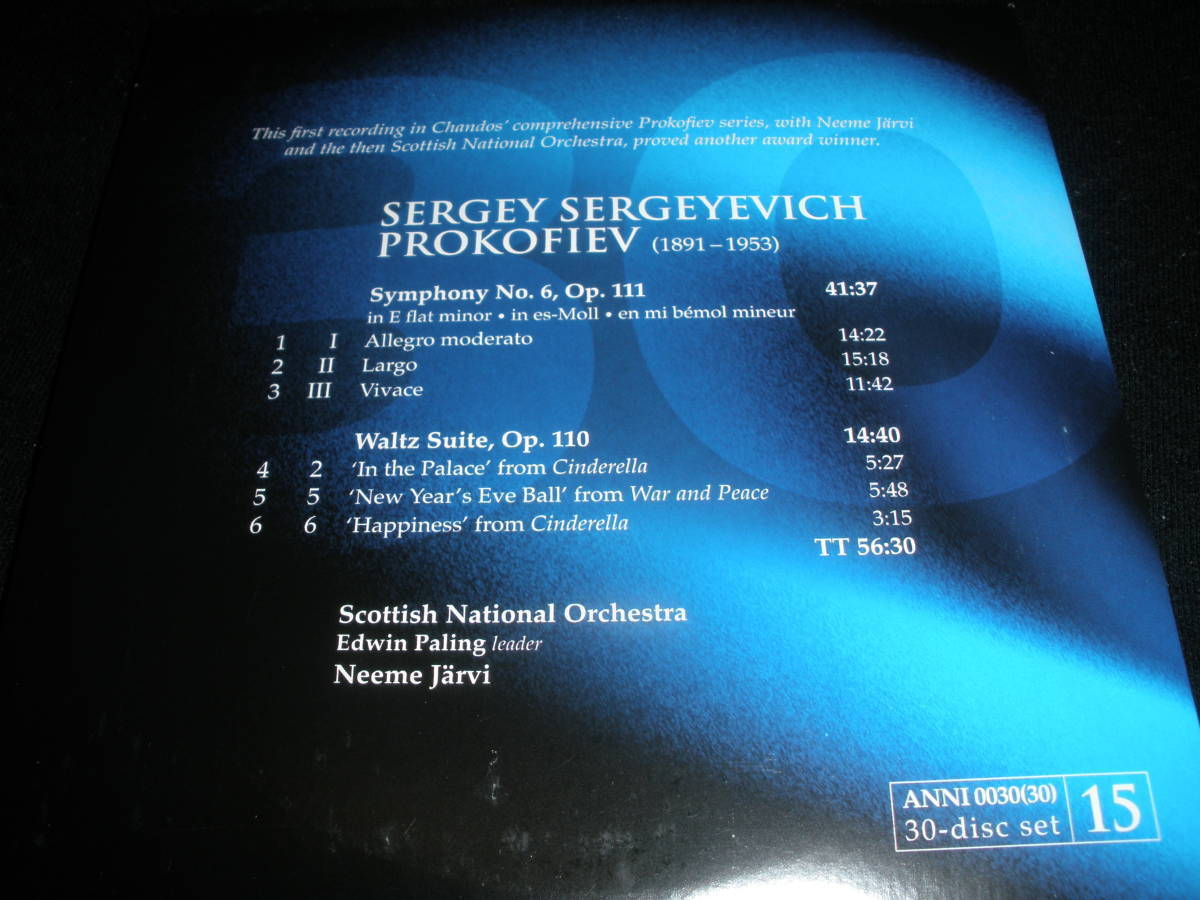 This first recording in Chandos' comprehensive Prokofiev series, with Neeme Järvi
and the then Scottish National Orchestra, proved another award winner.
SERGEY SERGEYEVICH
PROKOFIEV (1891–1953)
Symphony No. 6, Op. 111 41:37
in E flat minor • in es-Moll • en mi bémol mineur
1 I Allegro moderato 14:22
2 II Largo 15:18
3 III Vivace 11:42
Waltz Suite, Op. 110 14:40
4 2 'In the Palace' from Cinderella 5:27
5 5 'New Year's Eve Ball' from War and Peace 5:48
6 6 'Happiness' from Cinderella 3:15
TT 56:30
Scottish National Orchestra
Edwin Paling leader
Neeme Järvi
ANNI 0030(30)
30-disc set 15
30